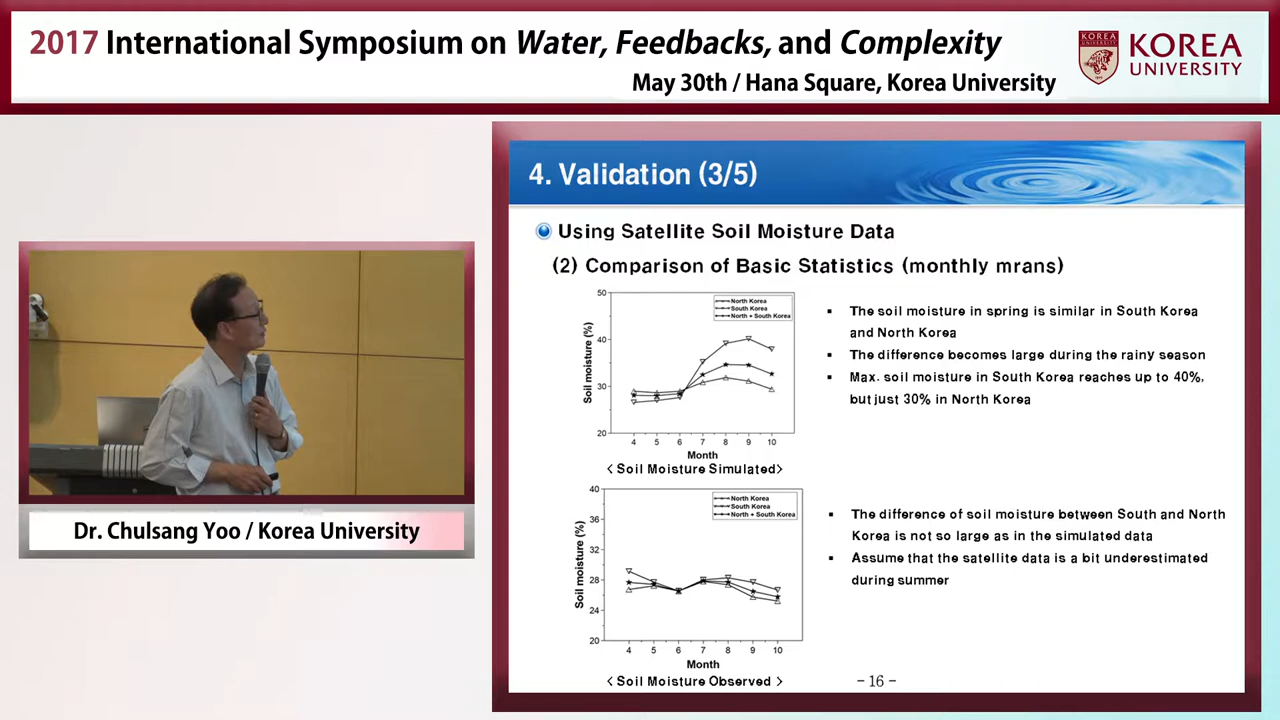 2017 International Symposium on Water, Feedbacks, and Complexity
May 30th / Hana Square, Korea University
KOREA
UNIVERSITY
KOREA
UNIVERSITY
Dr. Chulsang Yoo / Korea University
4. Validation (3/5)
Using Satellite Soil Moisture Data
(2) Comparison of Basic Statistics (monthly mrans)
50
40
30
20
Soil moisture (%)
North Korea
South Korea
North + South Korea
4 5 6 7 8 9 10
Month
< Soil Moisture Simulated>
▪ The soil moisture in spring is similar in South Korea
and North Korea
▪ The difference becomes large during the rainy season
▪ Max. soil moisture in South Korea reaches up to 40%,
but just 30% in North Korea
40
36
32
28
24
20
Soil moisture (%)
North Korea
South Korea
North + South Korea
4 5 6 7 8 9 10
Month
< Soil Moisture Observed >
▪ The difference of soil moisture between South and North
Korea is not so large as in the simulated data
▪ Assume that the satellite data is a bit underestimated
during summer
- 16 -